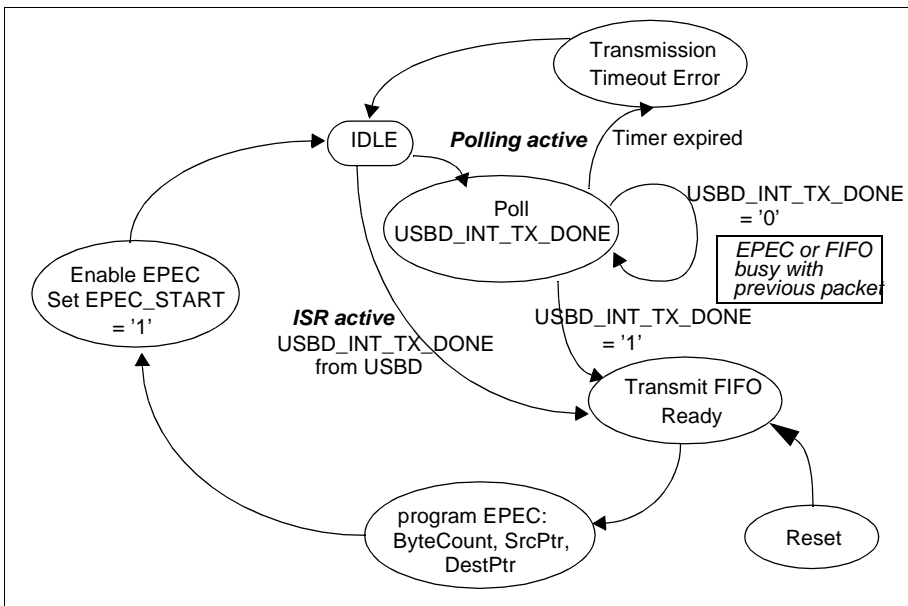 Transmission
Timeout Error
IDLE
Polling active
Timer expired
Poll
USBD_INT_TX_DONE
USBD_INT_TX_DONE
= '0'
EPEC or FIFO
busy with
previous packet
Enable EPEC
Set EPEC_START
= '1'
ISR active
USBD_INT_TX_DONE
from USBD
USBD_INT_TX_DONE
= '1'
Transmit FIFO
Ready
program EPEC:
ByteCount, SrcPtr,
DestPtr
Reset